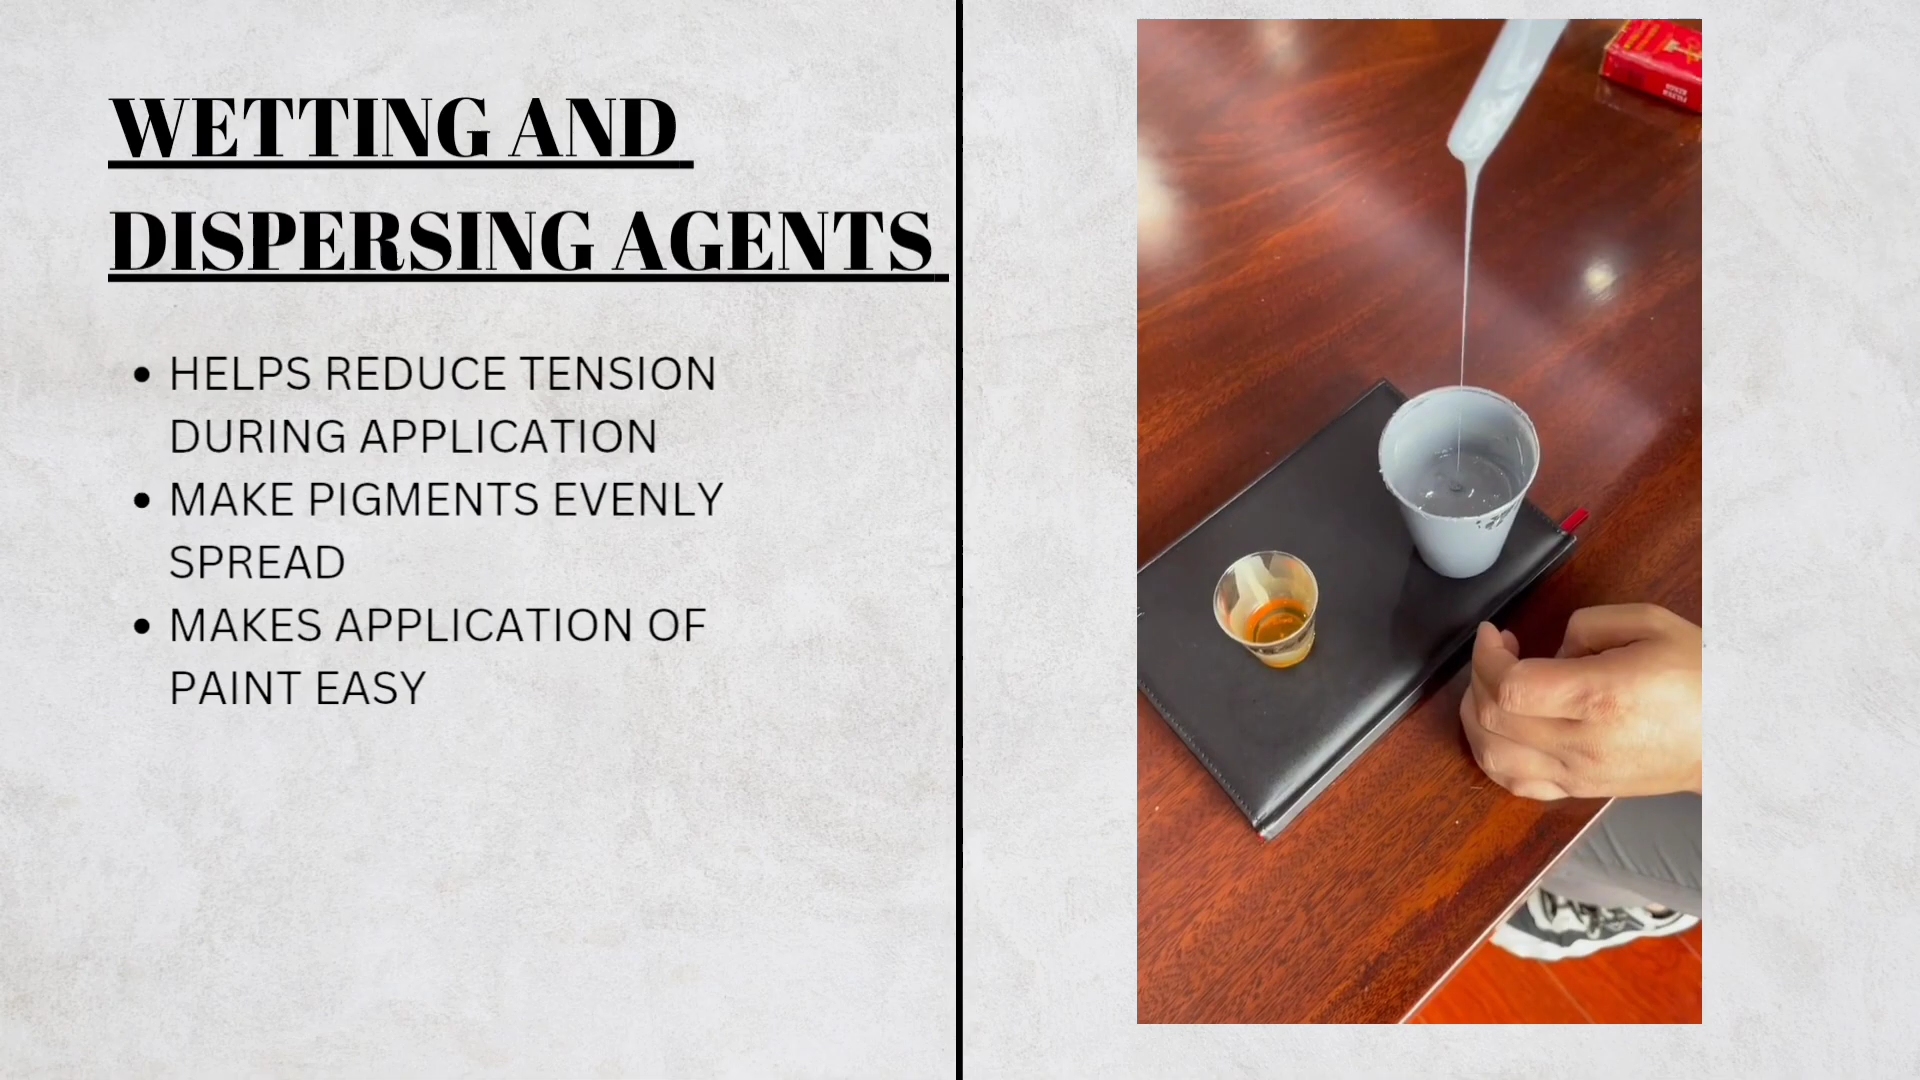 WETTING AND
DISPERSING AGENTS
• HELPS REDUCE TENSION
DURING APPLICATION
• MAKE PIGMENTS EVENLY
SPREAD
• MAKES APPLICATION OF
PAINT EASY